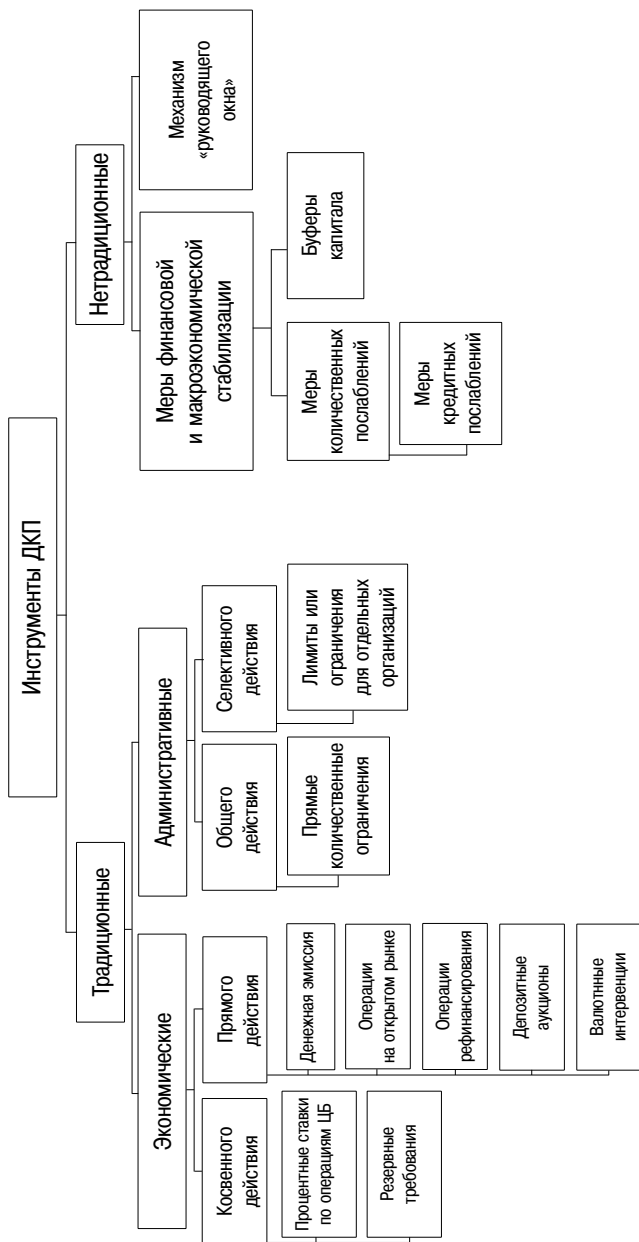 Инструменты ДКП
Традиционные
Нетрадиционные
Экономические
Административные
Меры финансовой
и макроэкономической
стабилизации
Механизм
«руководящего
окна»
Косвенного
действия
Прямого
действия
Общего
действия
Селективного
действия
Меры
количественных
послаблений
Буферы
капитала
Процентные ставки
по операциям ЦБ
Резервные
требования
Денежная эмиссия
Операции
на открытом рынке
Операции
рефинансирования
Депозитные
аукционы
Валютнные
интервенции
Прямые
количественные
ограничения
Лимиты или
ограничения
для отдельных
организаций
Меры
кредитных
послаблений